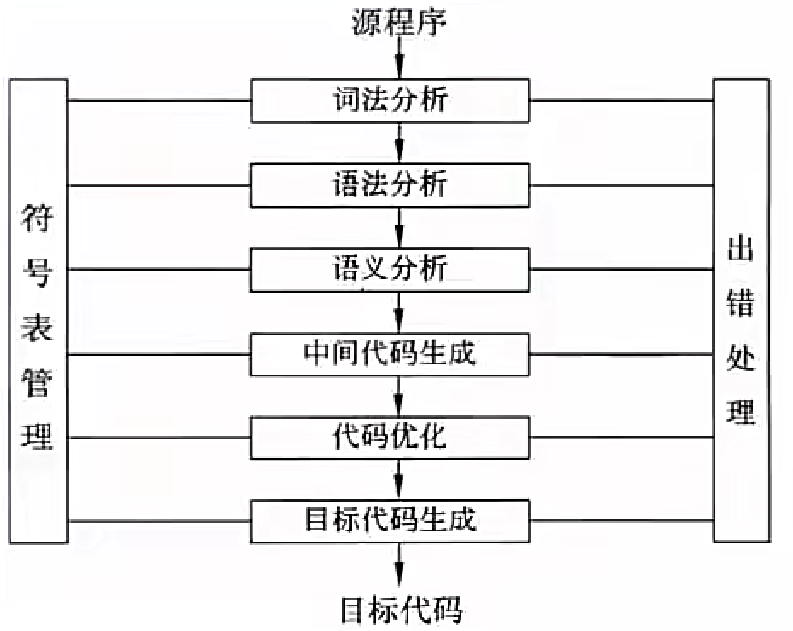 源程序
词法分析
语法分析
语义分析
中间代码生成
代码优化
目标代码生成
目标代码
符号表管理
出错处理